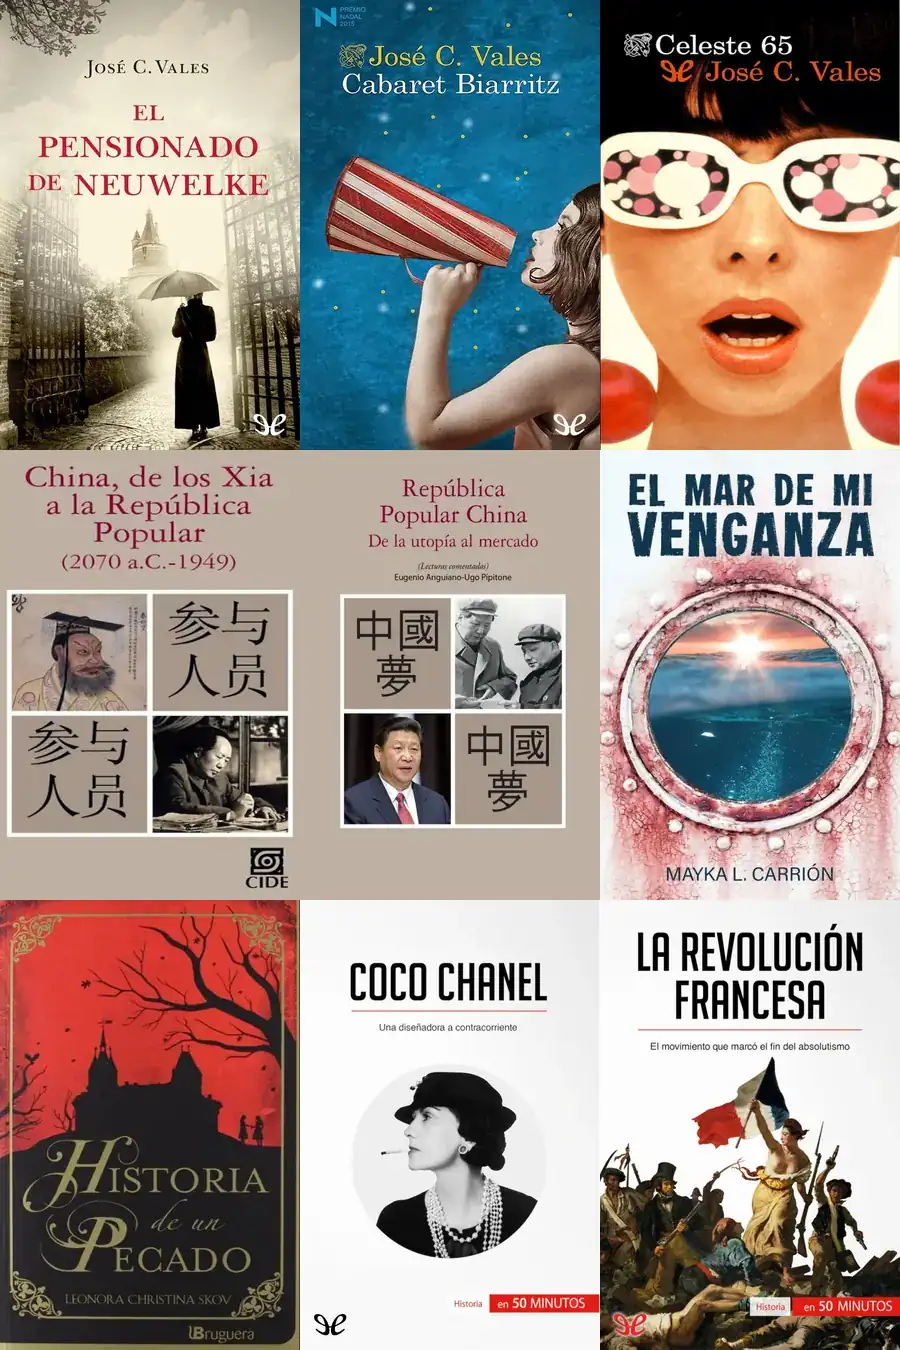 JOSÉ C. VALES
EL
PENSIONADO
DE NEUWELKE
PREMIO
NADAL
2015
José C. Vales
Cabaret Biarritz
Celeste 65
José C. Vales
China, de los Xia
a la República
Popular
(2070 a.C.-1949)
参与
人员
参与
人员
CIDE
República
Popular China
De la utopía al mercado
(Lecturas comentadas)
Eugenio Anguiano-Ugo Pipitone
中國
夢
中國
夢
EL MAR DE MI
VENGANZA
MAYKA L. CARRIÓN
HISTORIA
de un
PECADO
LEONORA CHRISTINA SKOV
Bruguera
COCO CHANEL
Una diseñadora a contracorriente
Historia en 50 MINUTOS
LA REVOLUCIÓN
FRANCESA
El movimiento que marcó el fin del absolutismo
Historia en 50 MINUTOS